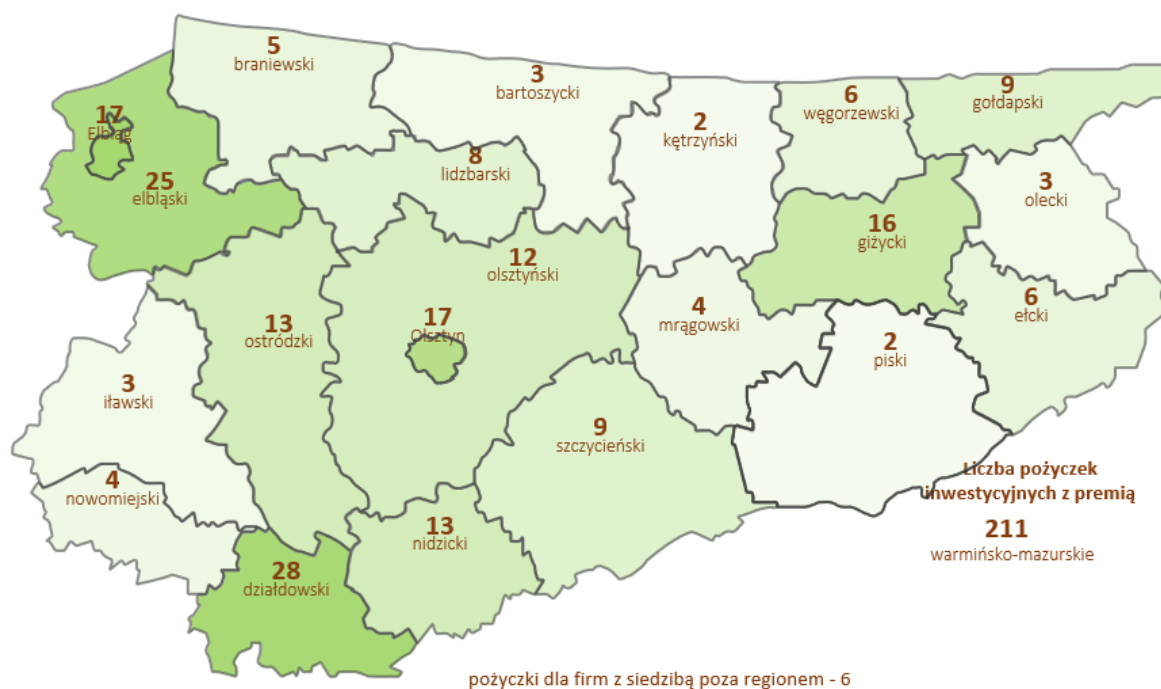 5
braniewski
3
bartoszycki
2
kętrzyński
6
węgorzewski
9
gołdapski
17
Elbląg
25
elbląski
8
lidzbarski
3
olecki
16
giżycki
12
olsztyński
6
ełcki
13
ostródzki
17
Olsztyn
4
mrągowski
2
piski
3
iławski
9
szczycieński
4
nowomiejski
13
nidzicki
28
działdowski
Liczba pożyczek
inwestycyjnych z premią
211
warmińsko-mazurskie
pożyczki dla firm z siedzibą poza regionem - 6